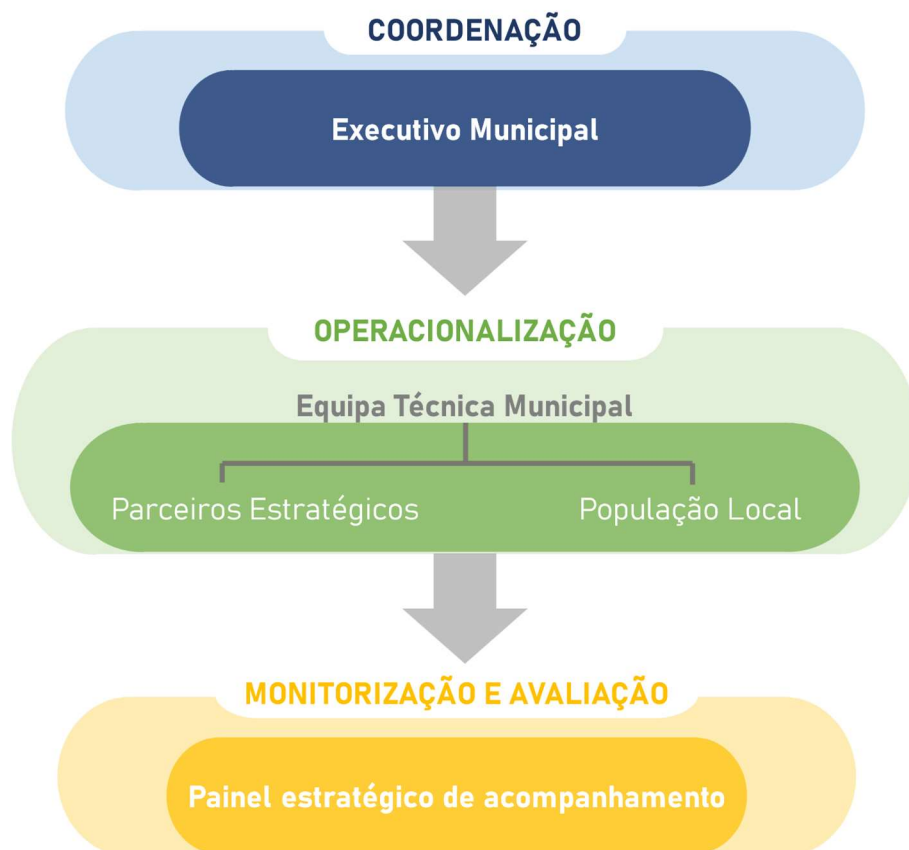 COORDENAÇÃO
Executivo Municipal
OPERACIONALIZAÇÃO
Equipa Técnica Municipal
Parceiros Estratégicos
População Local
MONITORIZAÇÃO E AVALIAÇÃO
Painel estratégico de acompanhamento